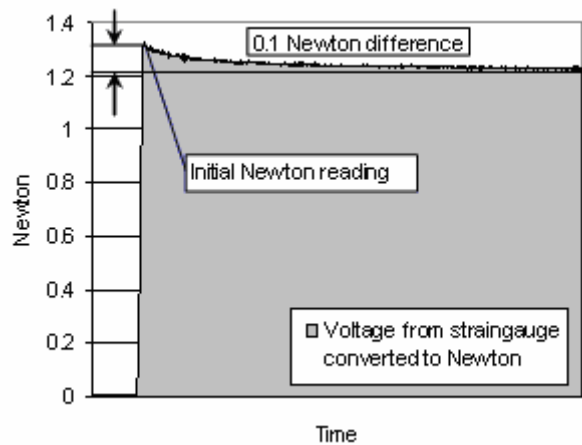 1.4
0.1 Newton difference
1.2
1
Initial Newton reading
0.8
Newton
0.6
0.4
Voltage from straingauge
converted to Newton
0.2
0
Time